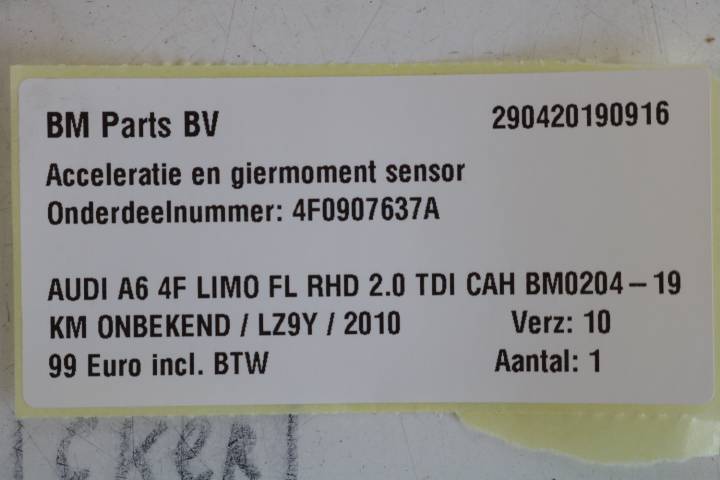 BM Parts BV 290420190916
Acceleratie en giermoment sensor
Onderdeelnummer: 4F0907637A
AUDI A6 4F LIMO FL RHD 2.0 TDI CAH BM0204-19
KM ONBEKEND / LZ9Y / 2010 Verz: 10
99 Euro incl. BTW Aantal: 1